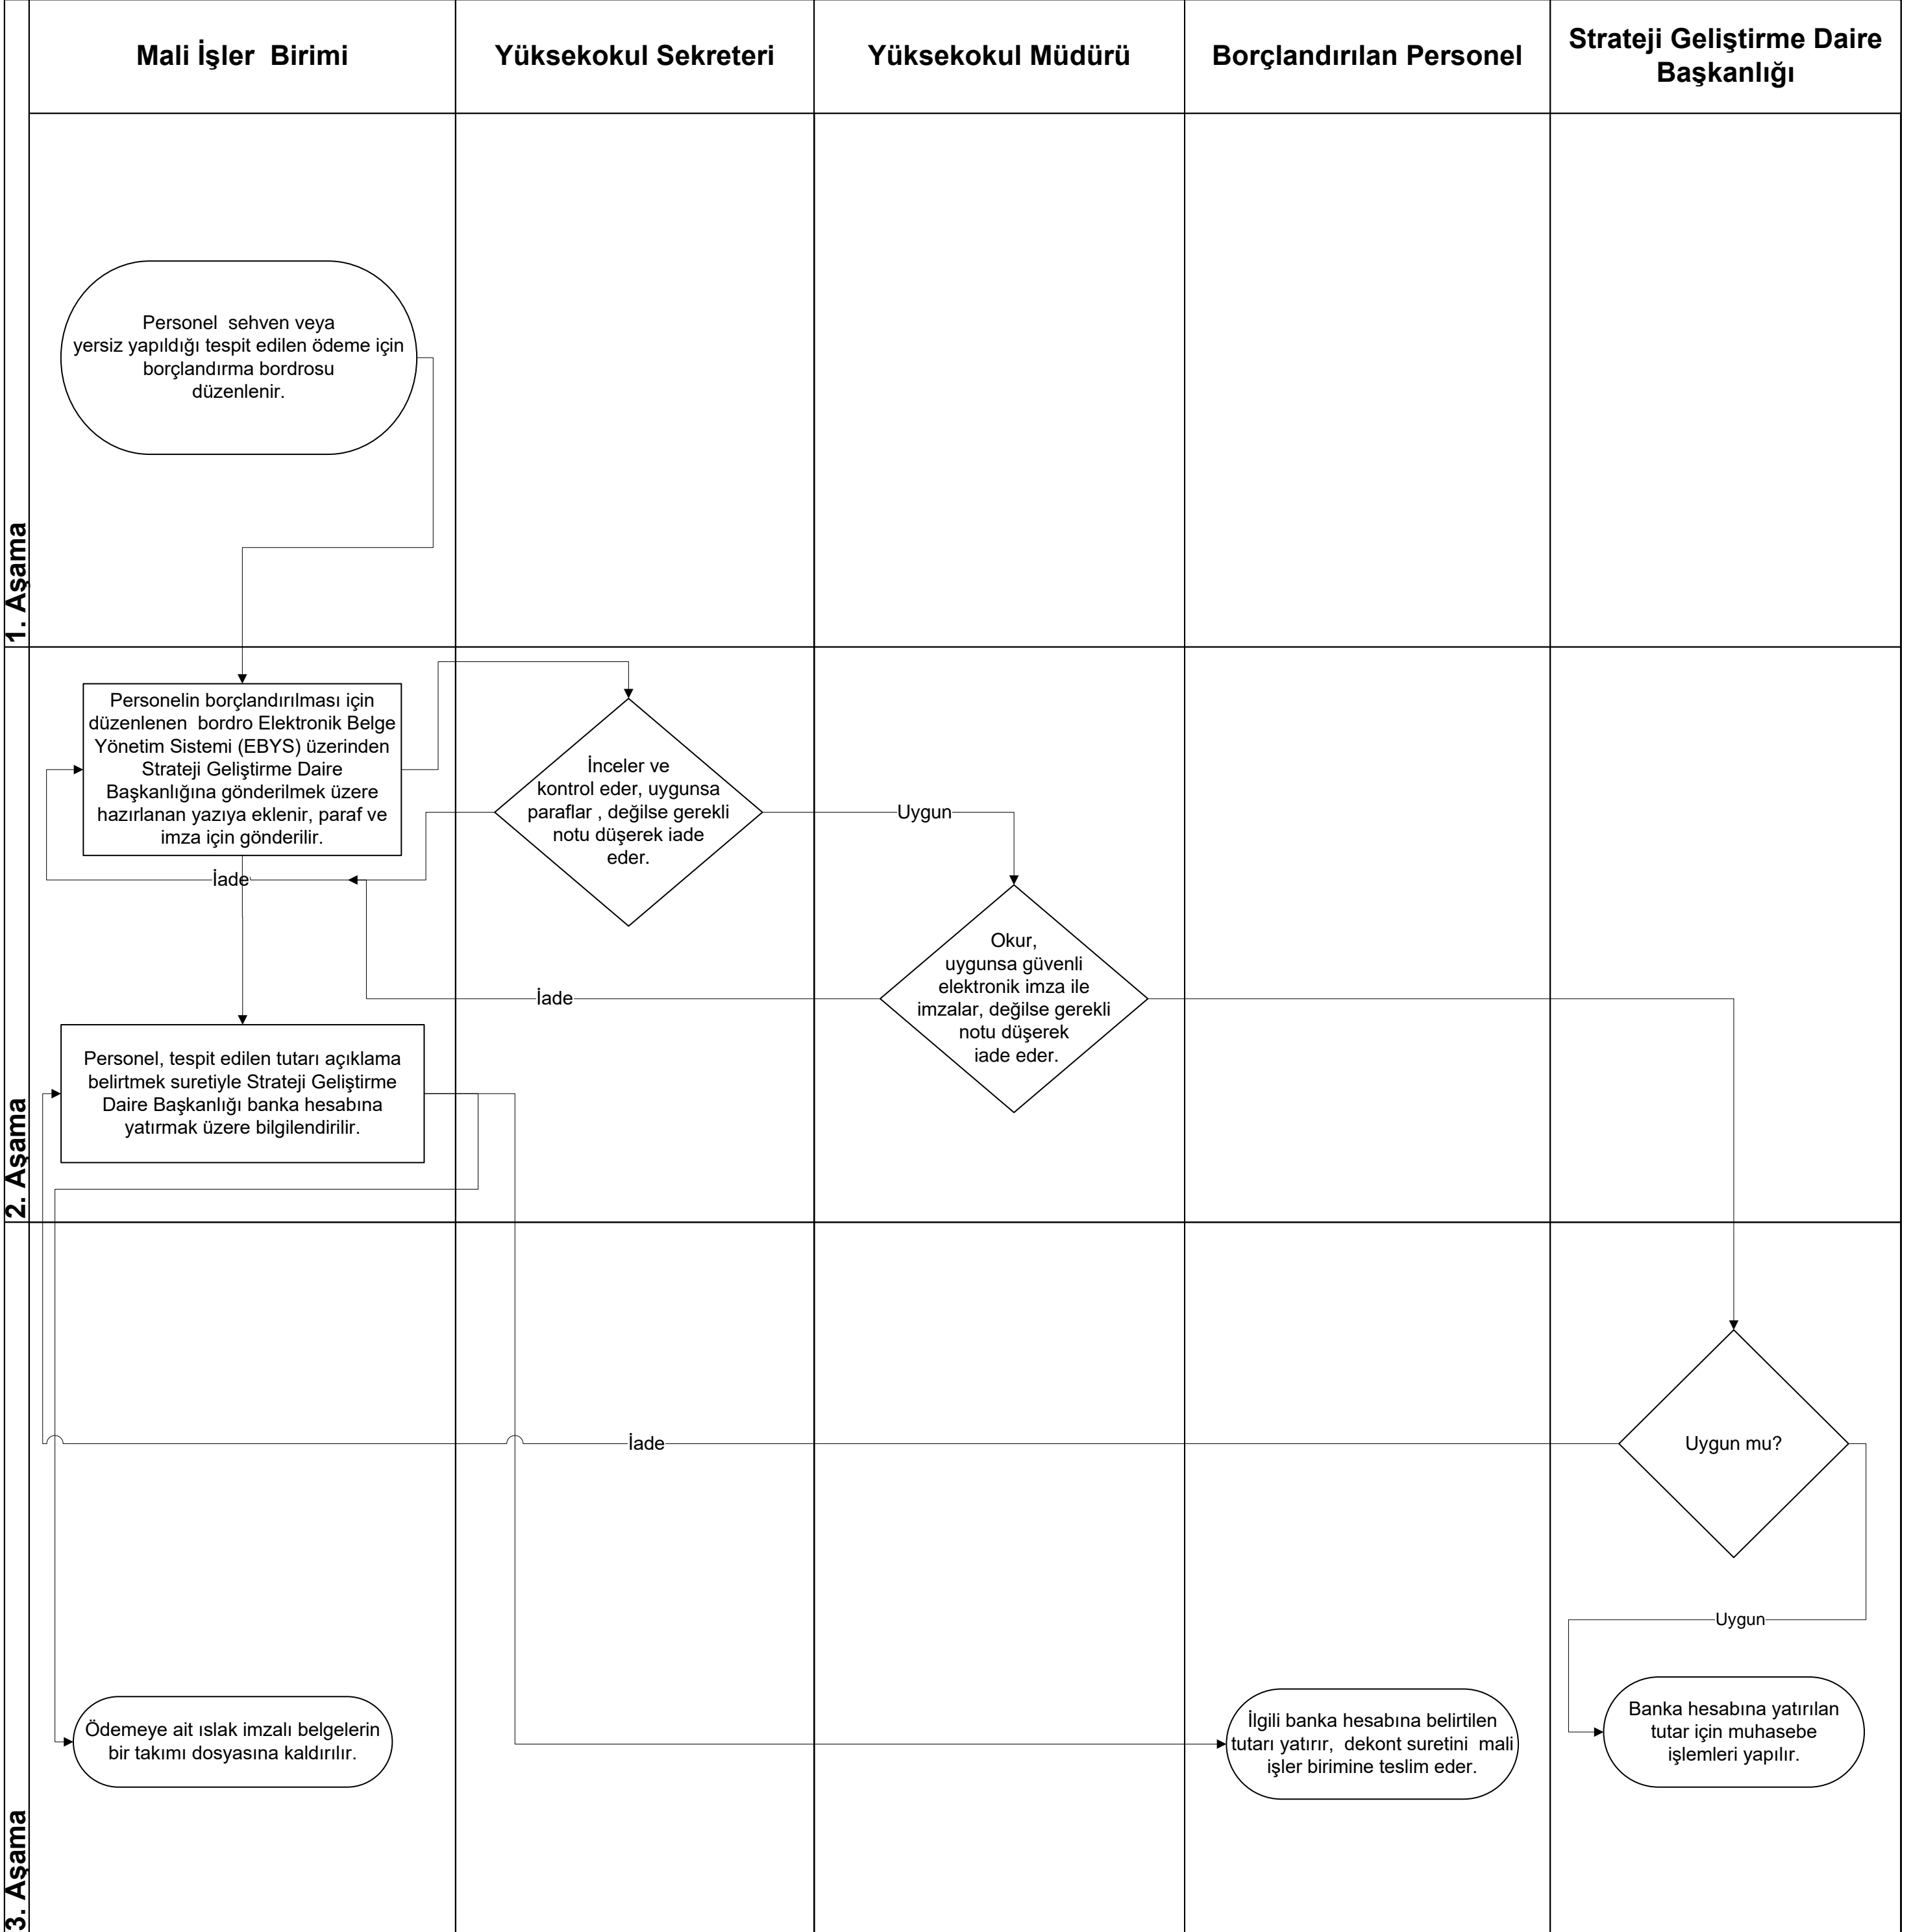 Mali İşler  Birimi
Yüksekokul Sekreteri
Yüksekokul Müdürü
Borçlandırılan Personel
Strateji Geliştirme Daire
Başkanlığı
1. Aşama
Personel  sehven veya
yersiz yapıldığı tespit edilen ödeme için
borçlandırma bordrosu
düzenlenir.
2. Aşama
Personelin borçlandırılması için
düzenlenen  bordro Elektronik Belge
Yönetim Sistemi (EBYS) üzerinden
Strateji Geliştirme Daire
Başkanlığına gönderilmek üzere
hazırlanan yazıya eklenir, paraf ve
imza için gönderilir.
İnceler ve
kontrol eder, uygunsa
paraflar , değilse gerekli
notu düşerek iade
eder.
Uygun
İade
Okur,
uygunsa güvenli
elektronik imza ile
imzalar, değilse gerekli
notu düşerek
iade eder.
İade
Personel, tespit edilen tutarı açıklama
belirtmek suretiyle Strateji Geliştirme
Daire Başkanlığı banka hesabına
yatırmak üzere bilgilendirilir.
3. Aşama
İade
Uygun mu?
Uygun
Ödemeye ait ıslak imzalı belgelerin
bir takımı dosyasına kaldırılır.
İlgili banka hesabına belirtilen
tutarı yatırır,  dekont suretini  mali
işler birimine teslim eder.
Banka hesabına yatırılan
tutar için muhasebe
işlemleri yapılır.